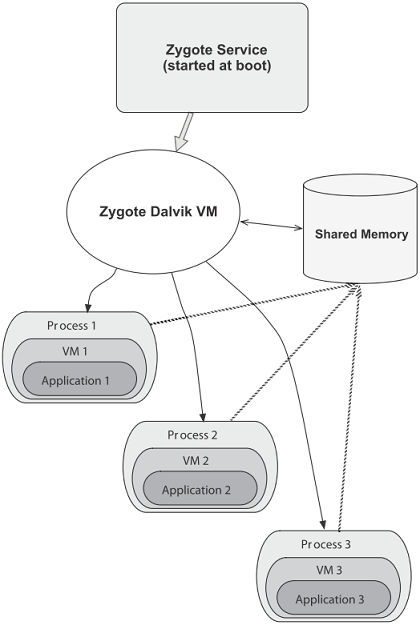 Zygote Service
(started at boot)
Zygote Dalvik VM
Shared Memory
Process 1
VM 1
Application 1
Process 2
VM 2
Application 2
Process 3
VM 3
Application 3